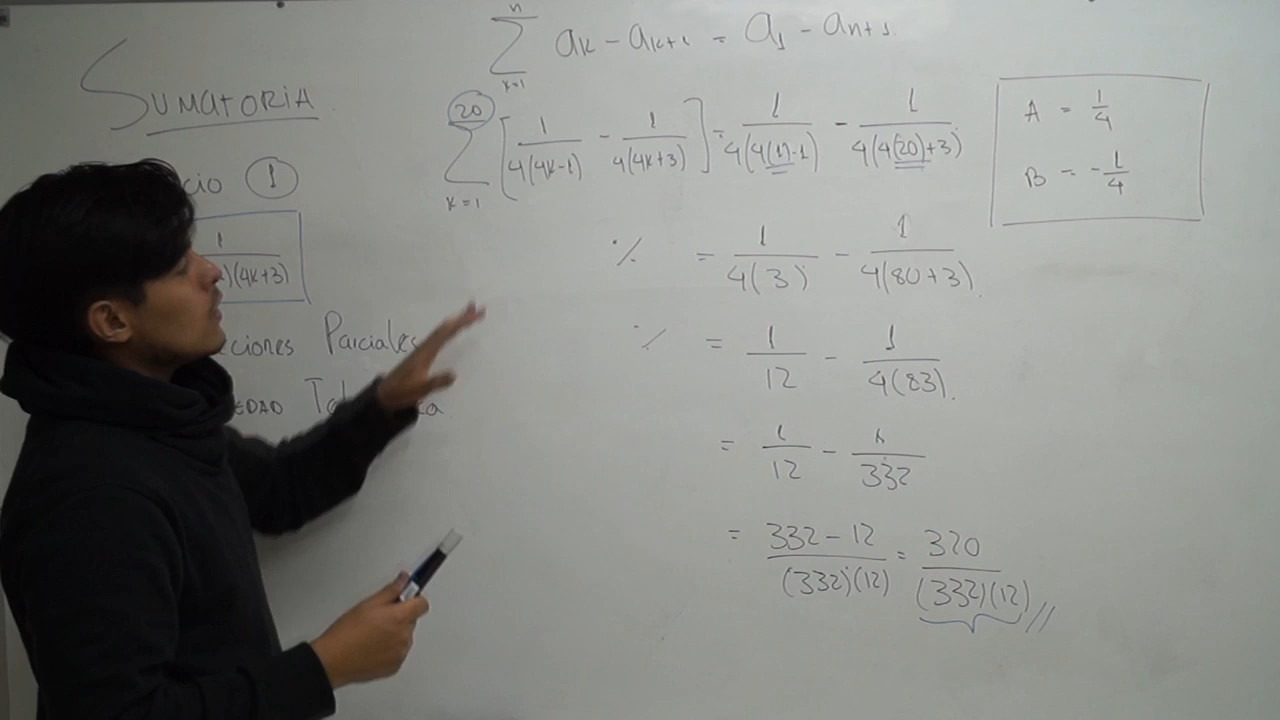 n
∑ aₖ - aₖ₊₁ = a₁ - aₙ₊₁
k=1
SUMATORIA
20
∑ [1/(4(4k-1)) - 1/(4(4k+3))] = 1/(4(4(1)-1)) - 1/(4(4(20)+3))
k=1
A = 1/4
B = -1/4
cio 1
1
)(4k+3)
ciones Parciales
EDAD
∴ = 1/(4(3)) - 1/(4(80+3))
∴ = 1/12 - 1/(4(83))
= 1/12 - 1/332
= (332-12)/((332)(12)) = 320/((332)(12)) //